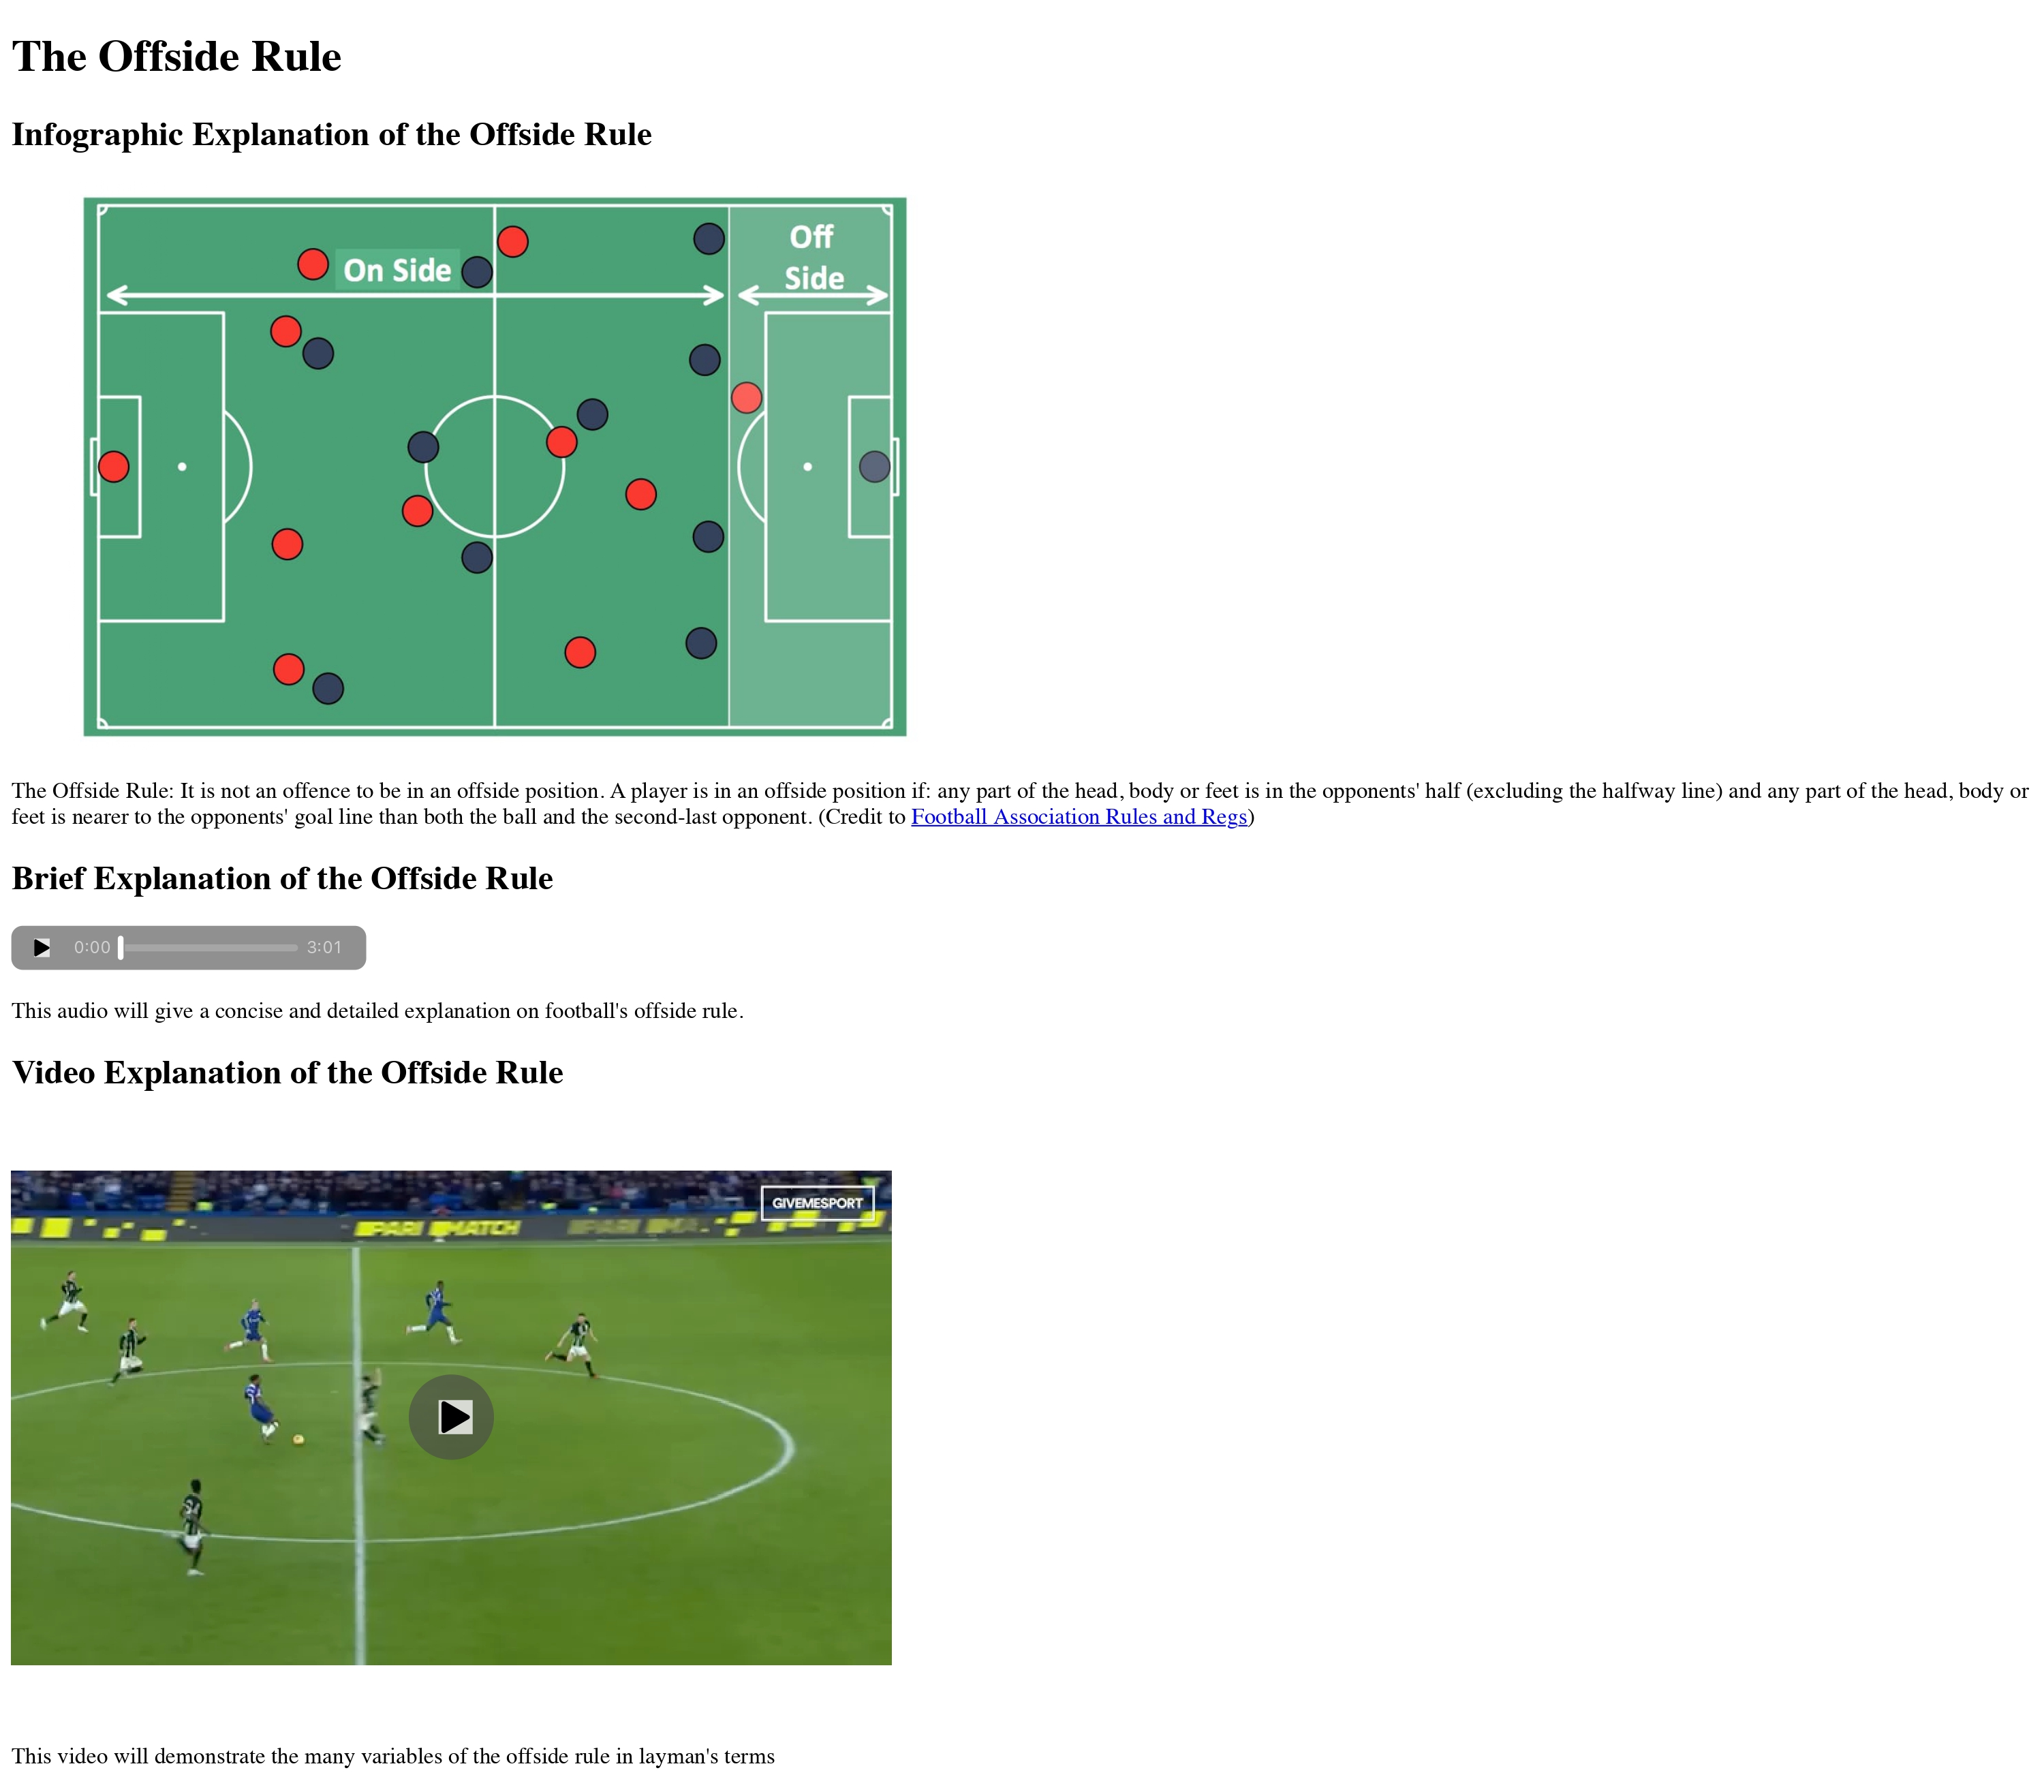 The Offside Rule
Infographic Explanation of the Offside Rule
On Side
Off
Side
The Offside Rule: It is not an offence to be in an offside position. A player is in an offside position if: any part of the head, body or feet is in the opponents' half (excluding the halfway line) and any part of the head, body or
feet is nearer to the opponents' goal line than both the ball and the second-last opponent. (Credit to Football Association Rules and Regs)
Brief Explanation of the Offside Rule
0:00 3:01
This audio will give a concise and detailed explanation on football's offside rule.
Video Explanation of the Offside Rule
GIVEMESPORT
PARI MATCH
This video will demonstrate the many variables of the offside rule in layman's terms